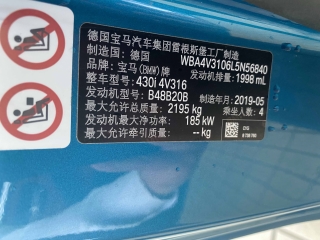 德国宝马汽车集团雷根斯堡工厂制造
制造国: 德国 WBA4V3106L5N56840
品牌: 宝马(BMW)牌 发动机排量: 1998 mL
整车型号: 430i 4V316
发动机型号: B48B20B 制造年月: 2019-05
最大允许总质量: 2195 kg 乘坐人数: 4
发动机最大净功率: 185 kW
最大允许牵引质量: -- kg